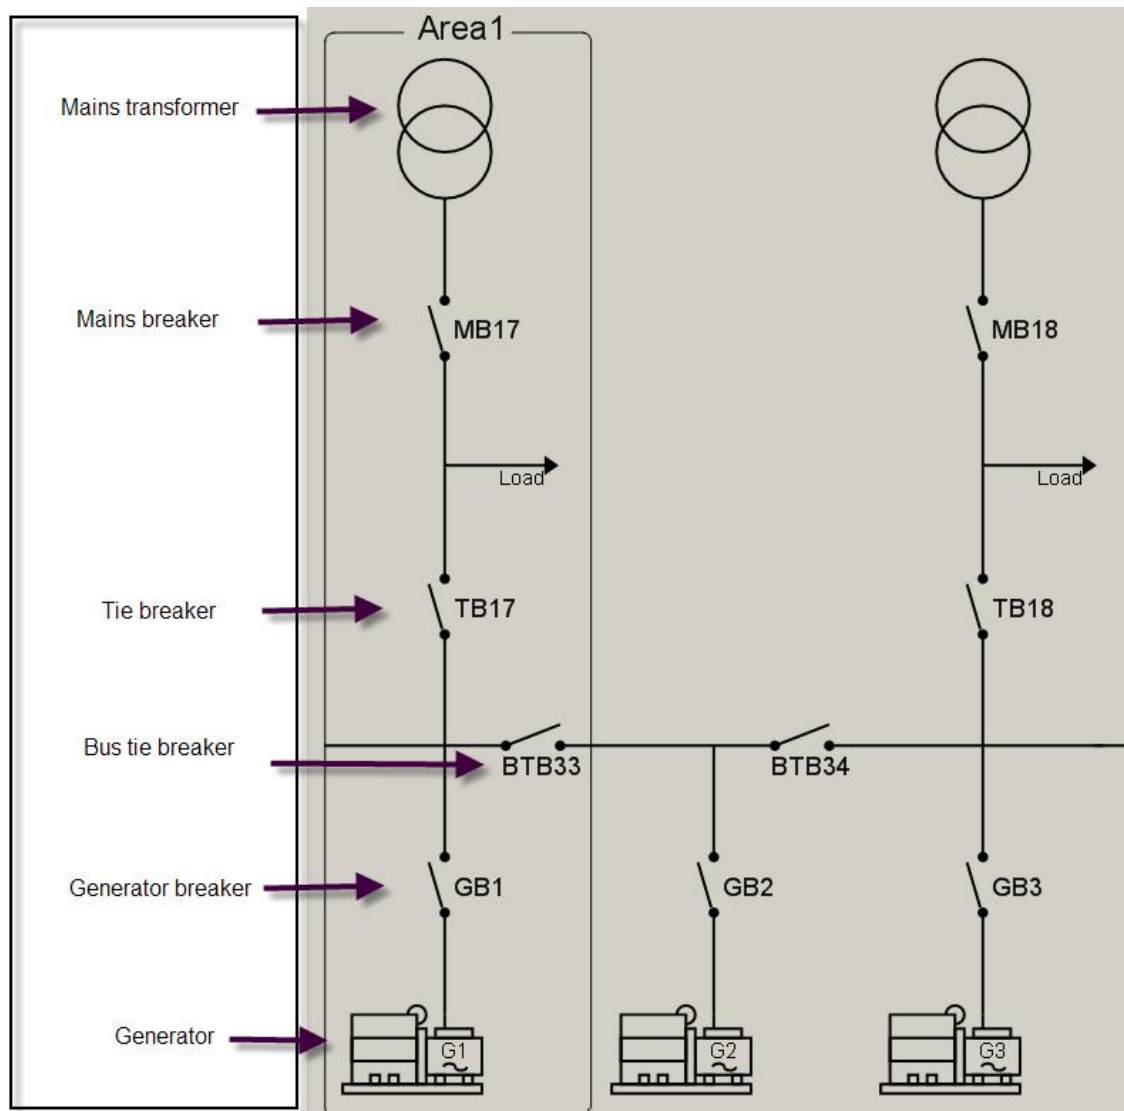 Area1
Mains transformer
Mains breaker
MB17
MB18
Load
Load
Tie breaker
TB17
TB18
Bus tie breaker
BTB33
BTB34
Generator breaker
GB1
GB2
GB3
Generator
G1
G2
G3